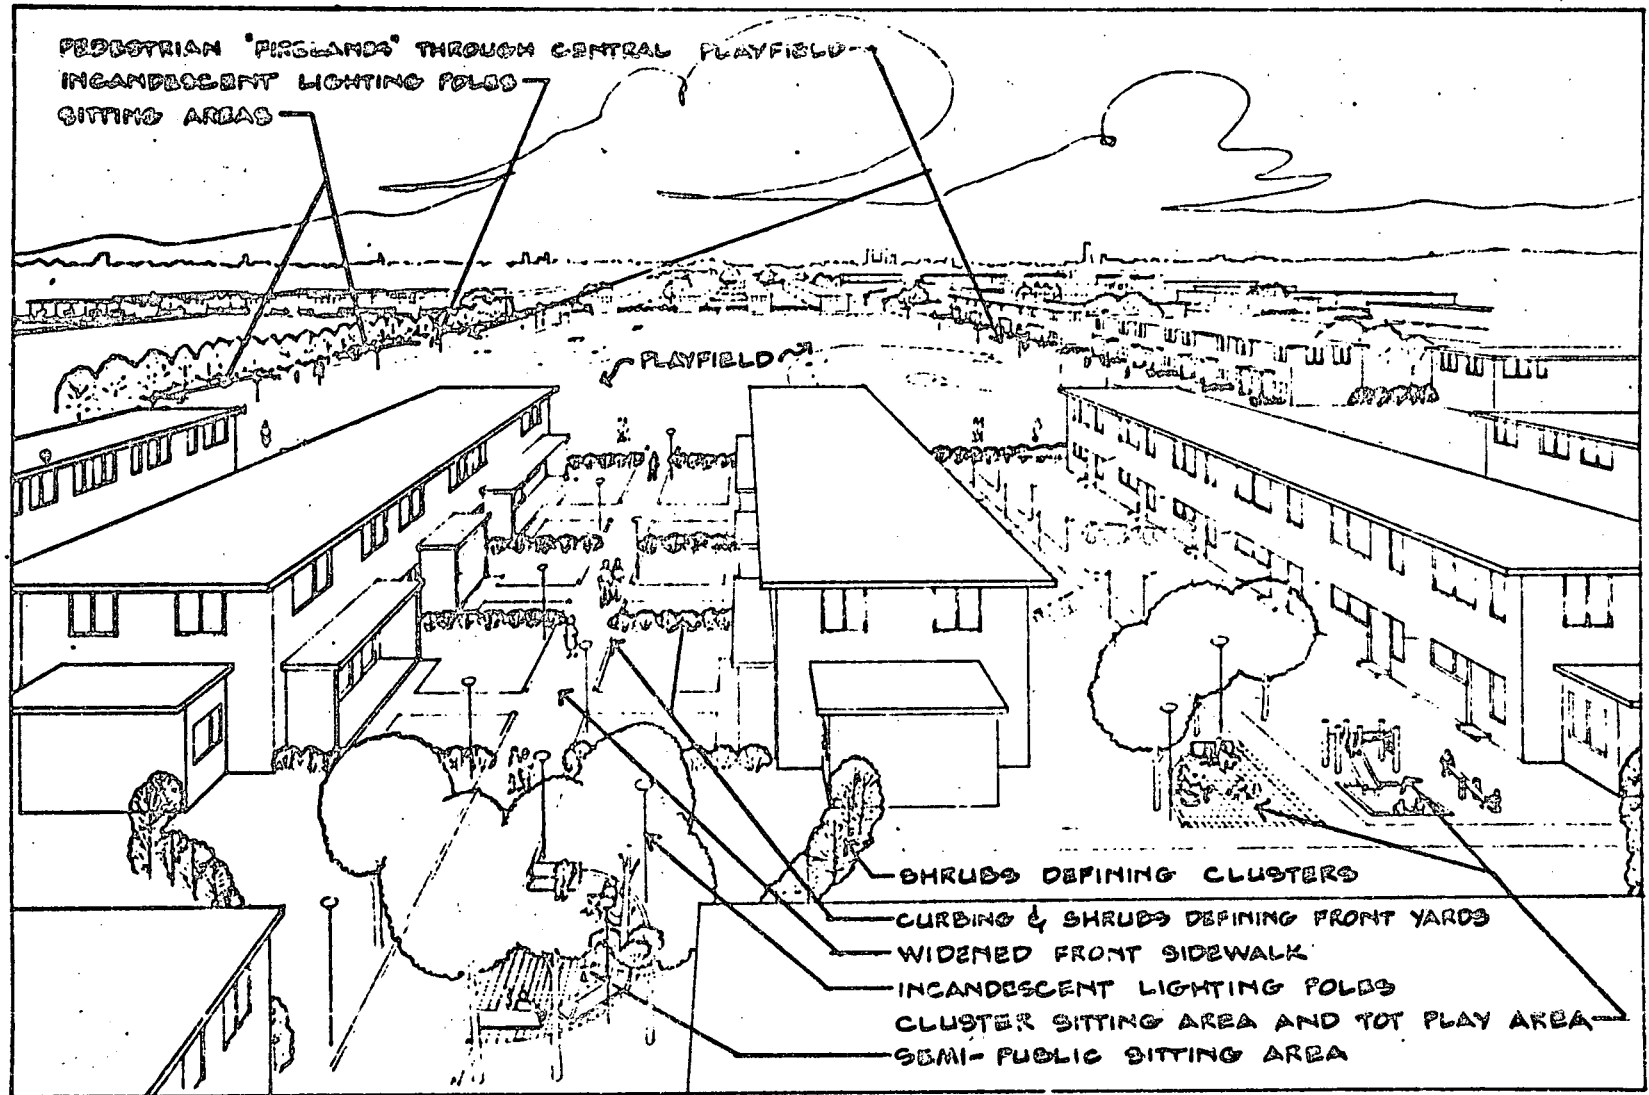 PEDESTRIAN "FIRELANES" THROUGH CENTRAL PLAYFIELD
INCANDESCENT LIGHTING POLES
SITTING AREAS
PLAYFIELD
SHRUBS DEFINING CLUSTERS
CURBING & SHRUBS DEFINING FRONT YARDS
WIDENED FRONT SIDEWALK
INCANDESCENT LIGHTING POLES
CLUSTER SITTING AREA AND TOT PLAY AREA
SEMI-PUBLIC SITTING AREA